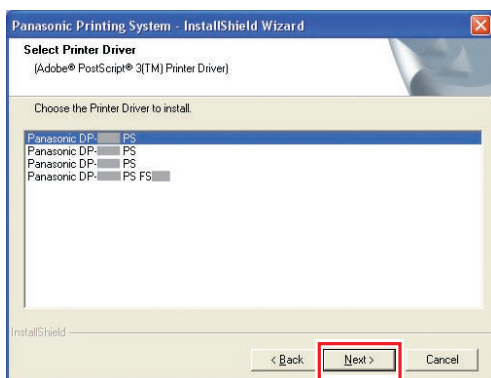 Panasonic Printing System - InstallShield Wizard
Select Printer Driver
(Adobe® PostScript® 3(TM) Printer Driver)
Choose the Printer Driver to install.
Panasonic DP- PS
Panasonic DP- PS
Panasonic DP- PS
Panasonic DP- PS FS
InstallShield
< Back Next > Cancel